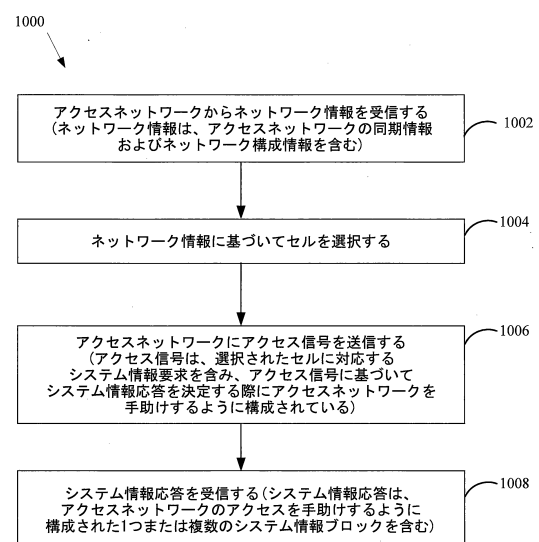 1000
アクセスネットワークからネットワーク情報を受信する
(ネットワーク情報は、アクセスネットワークの同期情報
およびネットワーク構成情報を含む)
1002
ネットワーク情報に基づいてセルを選択する
1004
アクセスネットワークにアクセス信号を送信する
(アクセス信号は、選択されたセルに対応する
システム情報要求を含み、アクセス信号に基づいて
システム情報応答を決定する際にアクセスネットワークを
手助けするように構成されている)
1006
システム情報応答を受信する(システム情報応答は、
アクセスネットワークのアクセスを手助けするように
構成された1つまたは複数のシステム情報ブロックを含む)
1008